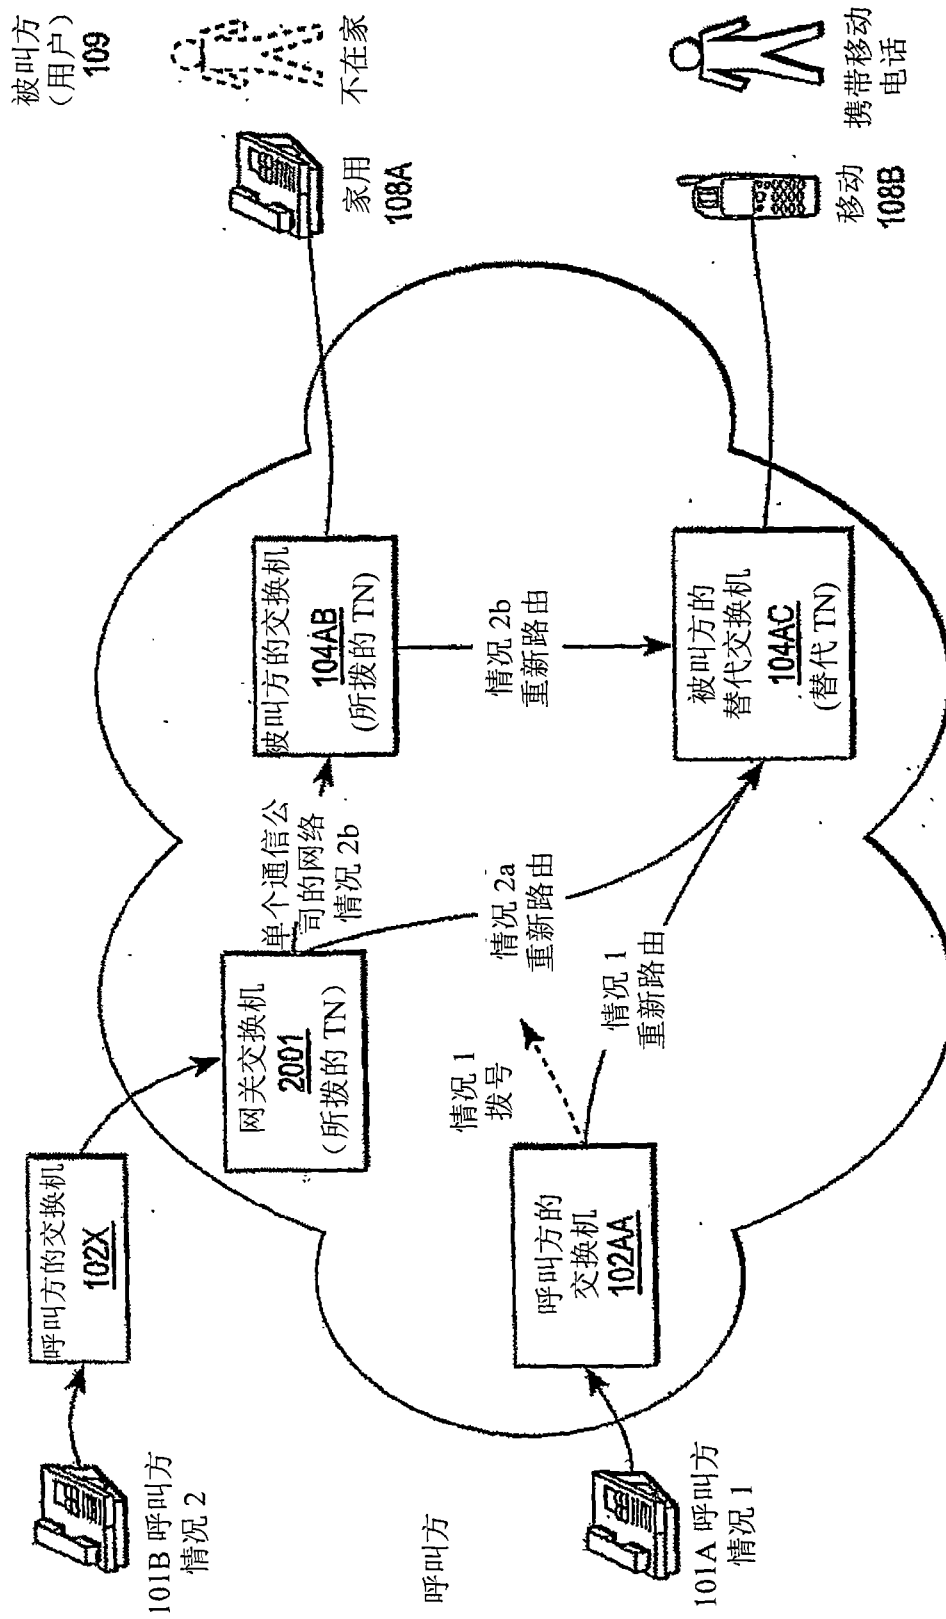 被叫方
（用户）
109
不在家
家用
108A
携带移动
电话
移动
108B
被叫方的交换机
104AB
(所拨的 TN)
情况 2b
重新路由
被叫方的
替代交换机
104AC
(替代 TN)
单个通信公
司的网络
情况 2b
情况 2a
重新路由
情况 1
重新路由
网关交换机
2001
（所拨的 TN）
情况 1
拨号
呼叫方的交换机
102X
呼叫方的
交换机
102AA
101B 呼叫方
情况 2
呼叫方
101A 呼叫方
情况 1